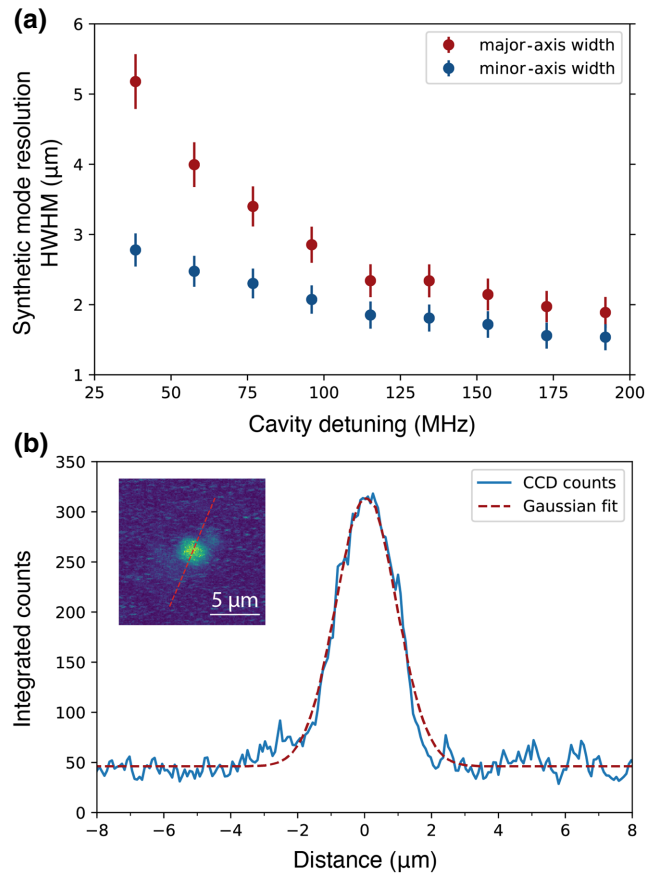 (a)
6
5
4
3
2
1
Synthetic mode resolution
HWHM (μm)
major-axis width
minor-axis width
25 50 75 100 125 150 175 200
Cavity detuning (MHz)
(b)
350
300
250
200
150
100
50
0
Integrated counts
5 μm
CCD counts
Gaussian fit
−8 −6 −4 −2 0 2 4 6 8
Distance (μm)